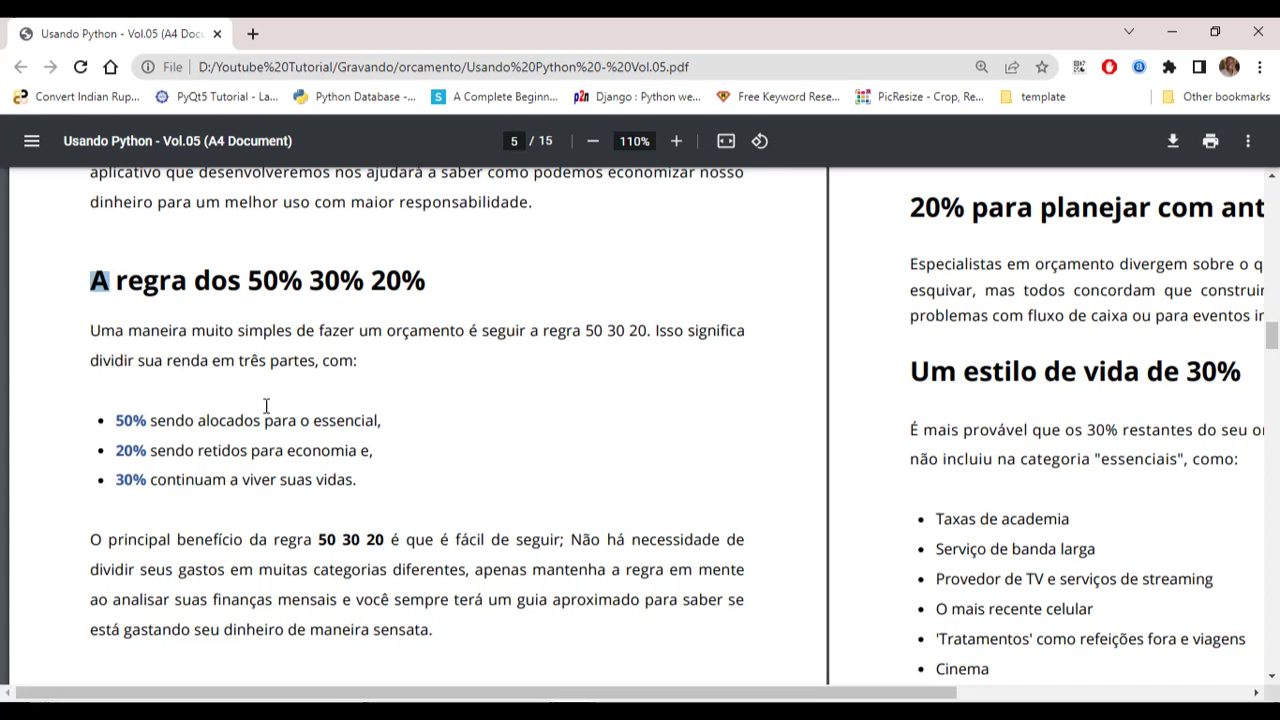 Usando Python - Vol.05 (A4 Docu
File D:/Youtube%20Tutorial/Gravando/orcamento/Usando%20Python%20-%20Vol.05.pdf
Convert Indian Rup... PyQt5 Tutorial - La... Python Database -... S A Complete Beginn... Django : Python we... Free Keyword Rese... PicResize - Crop, Re... template Other bookmarks
Usando Python - Vol.05 (A4 Document) 5 / 15 110%
aplicativo que desenvolveremos nos ajudará a saber como podemos economizar nosso
dinheiro para um melhor uso com maior responsabilidade.
A regra dos 50% 30% 20%
Uma maneira muito simples de fazer um orçamento é seguir a regra 50 30 20. Isso significa
dividir sua renda em três partes, com:
• 50% sendo alocados para o essencial,
• 20% sendo retidos para economia e,
• 30% continuam a viver suas vidas.
O principal benefício da regra 50 30 20 é que é fácil de seguir; Não há necessidade de
dividir seus gastos em muitas categorias diferentes, apenas mantenha a regra em mente
ao analisar suas finanças mensais e você sempre terá um guia aproximado para saber se
está gastando seu dinheiro de maneira sensata.
20% para planejar com ant
Especialistas em orçamento divergem sobre o q
esquivar, mas todos concordam que construir
problemas com fluxo de caixa ou para eventos i
Um estilo de vida de 30%
É mais provável que os 30% restantes do seu o
não incluiu na categoria "essenciais", como:
• Taxas de academia
• Serviço de banda larga
• Provedor de TV e serviços de streaming
• O mais recente celular
• 'Tratamentos' como refeições fora e viagens
• Cinema